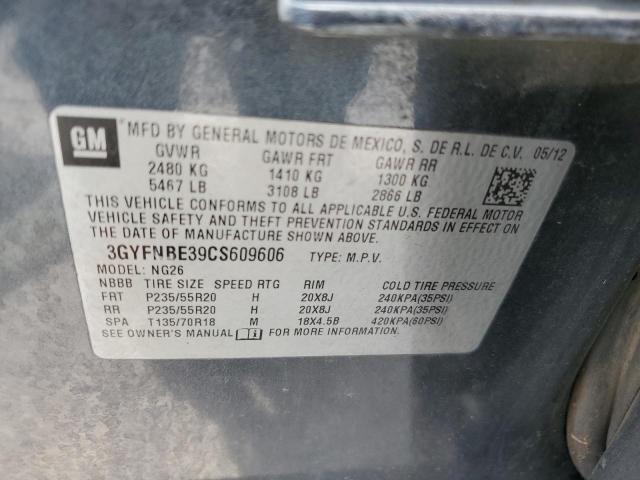 GM
MFD BY GENERAL MOTORS DE MEXICO, S. DE R.L. DE C.V. 05/12
GVWR GAWR FRT GAWR RR
2480 KG 1410 KG 1300 KG
5467 LB 3108 LB 2866 LB
THIS VEHICLE CONFORMS TO ALL APPLICABLE U.S. FEDERAL MOTOR
VEHICLE SAFETY AND THEFT PREVENTION STANDARDS IN EFFECT ON
THE DATE OF MANUFACTURE SHOWN ABOVE.
3GYFNBE39CS609606 TYPE: M.P.V.
MODEL: NG26
NBBB TIRE SIZE SPEED RTG RIM COLD TIRE PRESSURE
FRT P235/55R20 H 20X8J 240KPA(35PSI)
RR P235/55R20 H 20X8J 240KPA(35PSI)
SPA T135/70R18 M 18X4.5B 420KPA(60PSI)
SEE OWNER'S MANUAL FOR MORE INFORMATION.